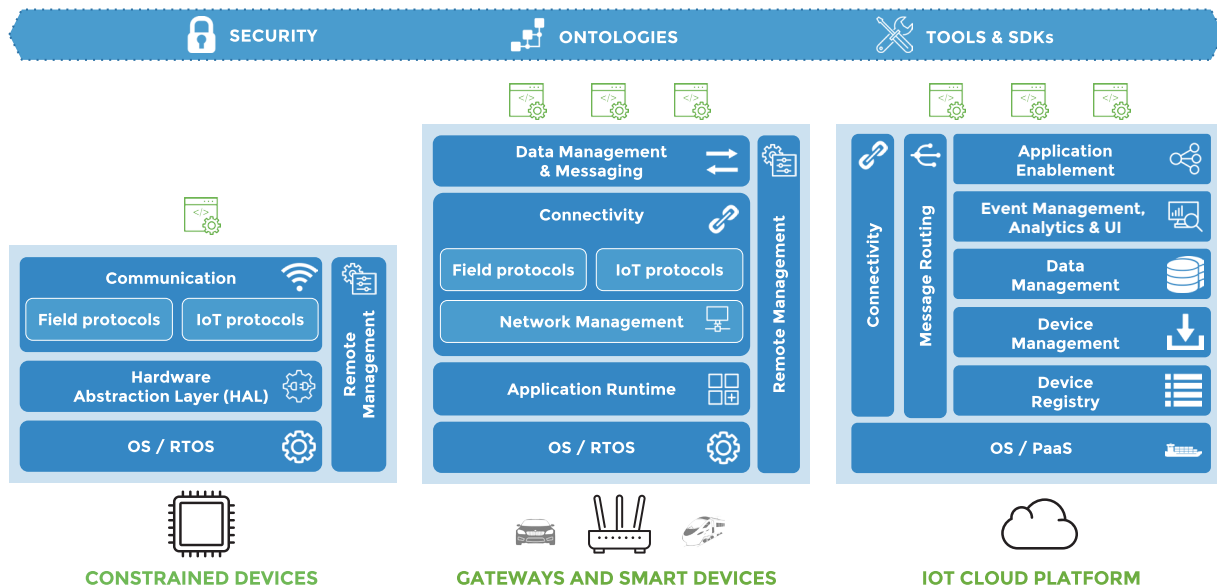 SECURITY
ONTOLOGIES
TOOLS & SDKs
</>
Communication
Field protocols
IoT protocols
Hardware
Abstraction Layer (HAL)
OS / RTOS
Remote
Management
CONSTRAINED DEVICES
</>
</>
</>
Data Management
& Messaging
Connectivity
Field protocols
IoT protocols
Network Management
Application Runtime
OS / RTOS
Remote Management
GATEWAYS AND SMART DEVICES
</>
</>
</>
Connectivity
Message Routing
Application
Enablement
Event Management,
Analytics & UI
Data
Management
Device
Management
Device
Registry
OS / PaaS
IOT CLOUD PLATFORM